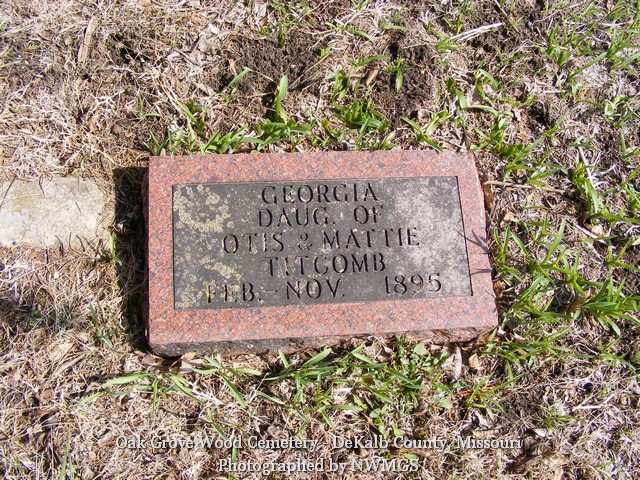 GEORGIA
DAUG. OF
OTIS & MATTIE
TITCOMB
FEB. - NOV. 1895
Oak Grove/Wood Cemetery, DeKalb County, Missouri
Photographed by NWMGS